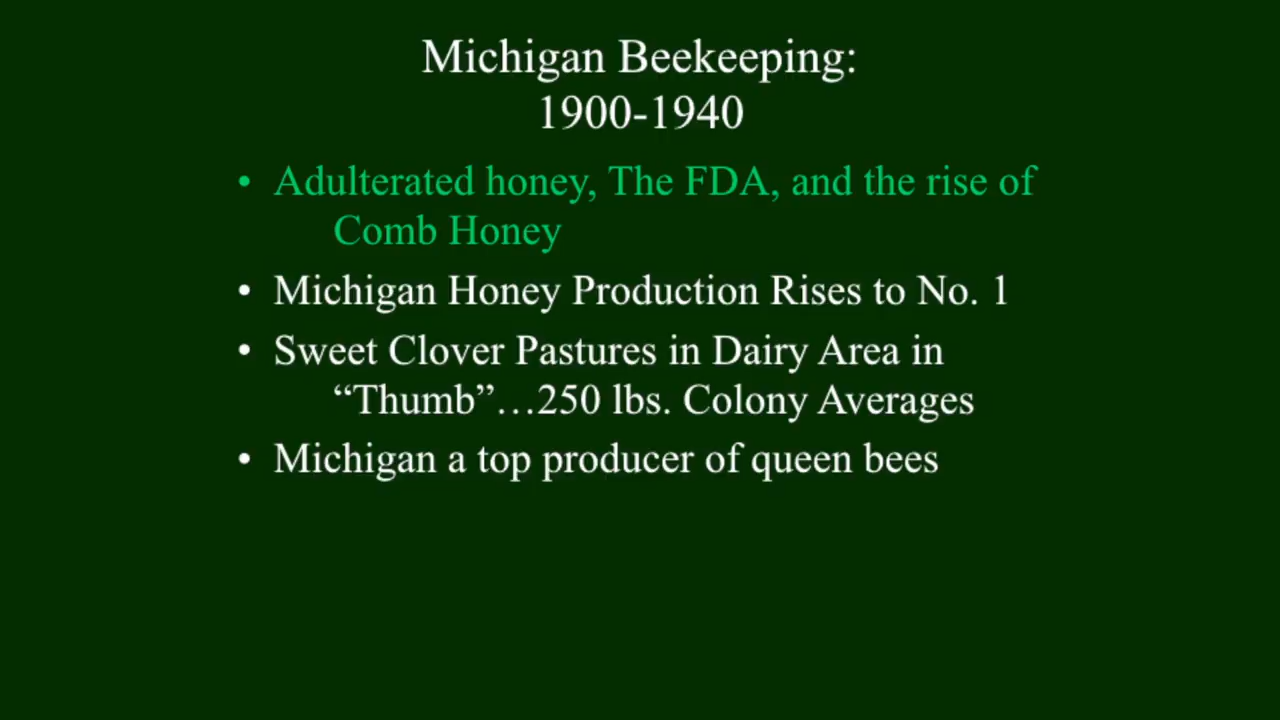 Michigan Beekeeping:
1900-1940
• Adulterated honey, The FDA, and the rise of
Comb Honey
• Michigan Honey Production Rises to No. 1
• Sweet Clover Pastures in Dairy Area in
“Thumb”…250 lbs. Colony Averages
• Michigan a top producer of queen bees